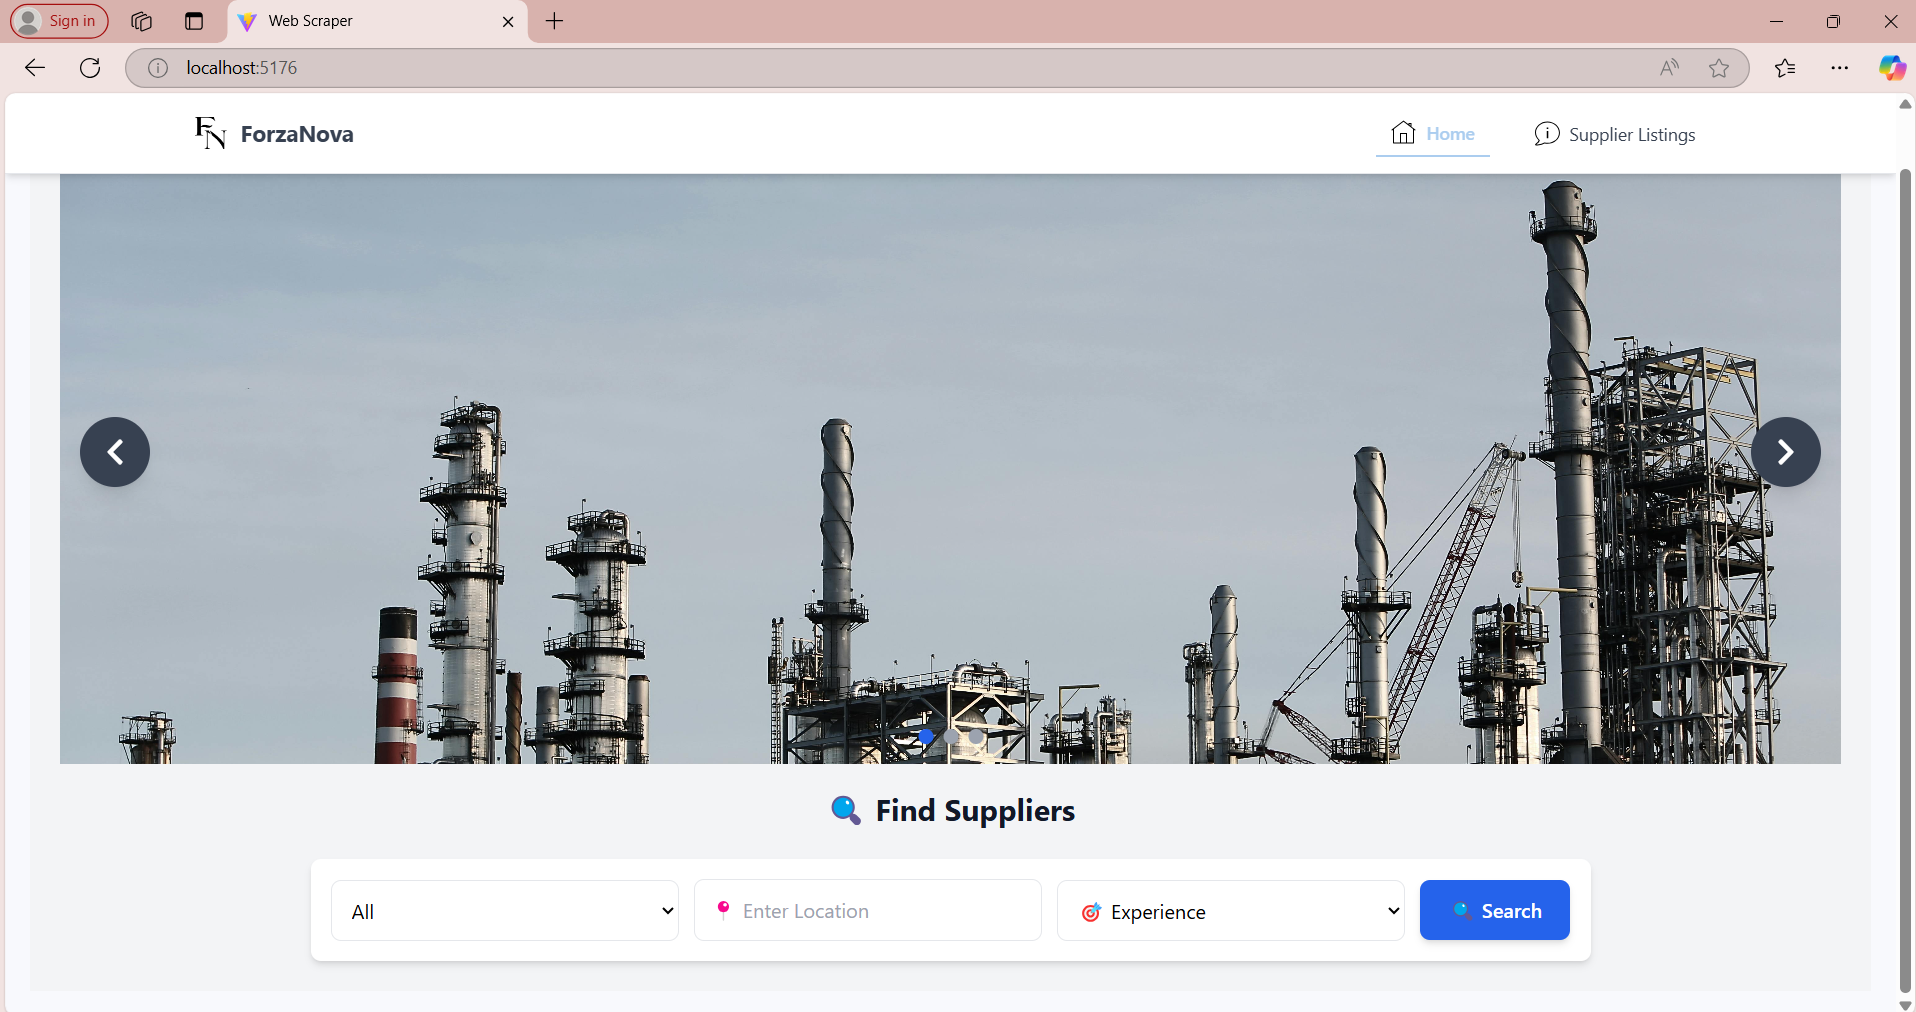 Sign in
Web Scraper
localhost:5176
FN ForzaNova
Home
Supplier Listings
Find Suppliers
All
Enter Location
Experience
Search